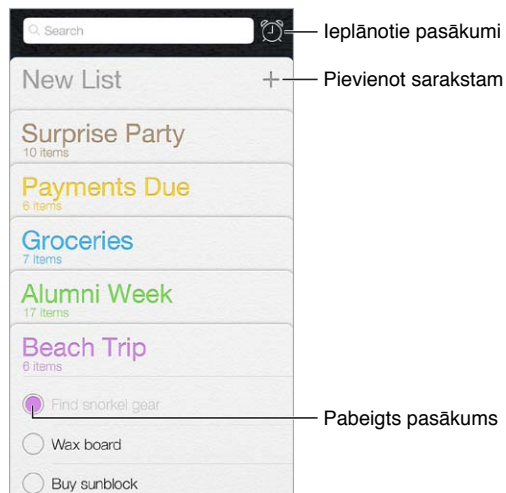 Search
Ieplānotie pasākumi
New List
Pievienot sarakstam
Surprise Party
10 items
Payments Due
6 items
Groceries
7 items
Alumni Week
17 items
Beach Trip
6 items
Find snorkel gear
Pabeigts pasākums
Wax board
Buy sunblock